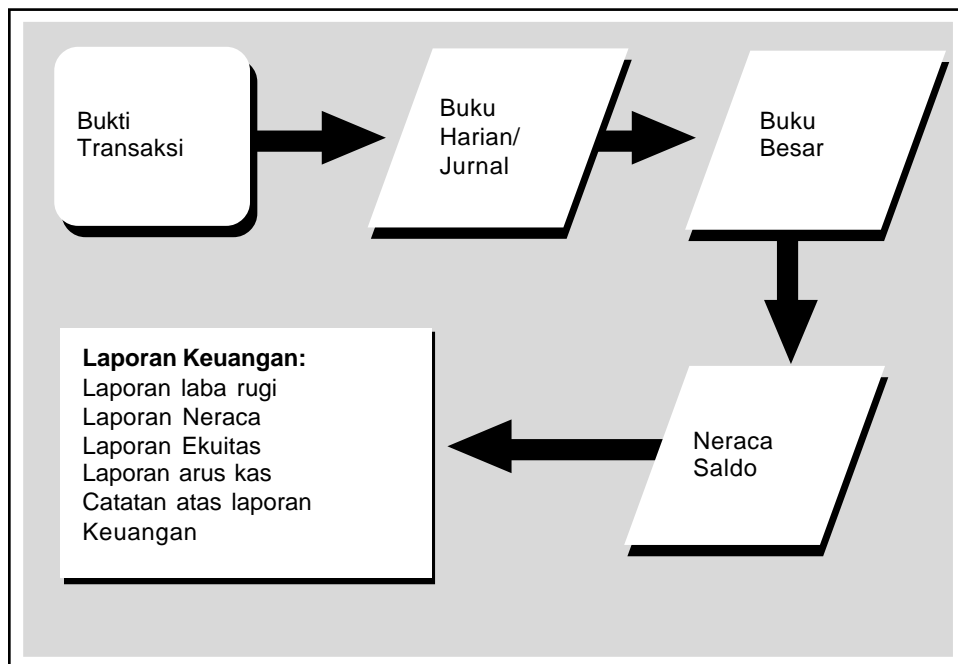 Bukti
Transaksi
Buku
Harian/
Jurnal
Buku
Besar
Neraca
Saldo
Laporan Keuangan:
Laporan laba rugi
Laporan Neraca
Laporan Ekuitas
Laporan arus kas
Catatan atas laporan
Keuangan